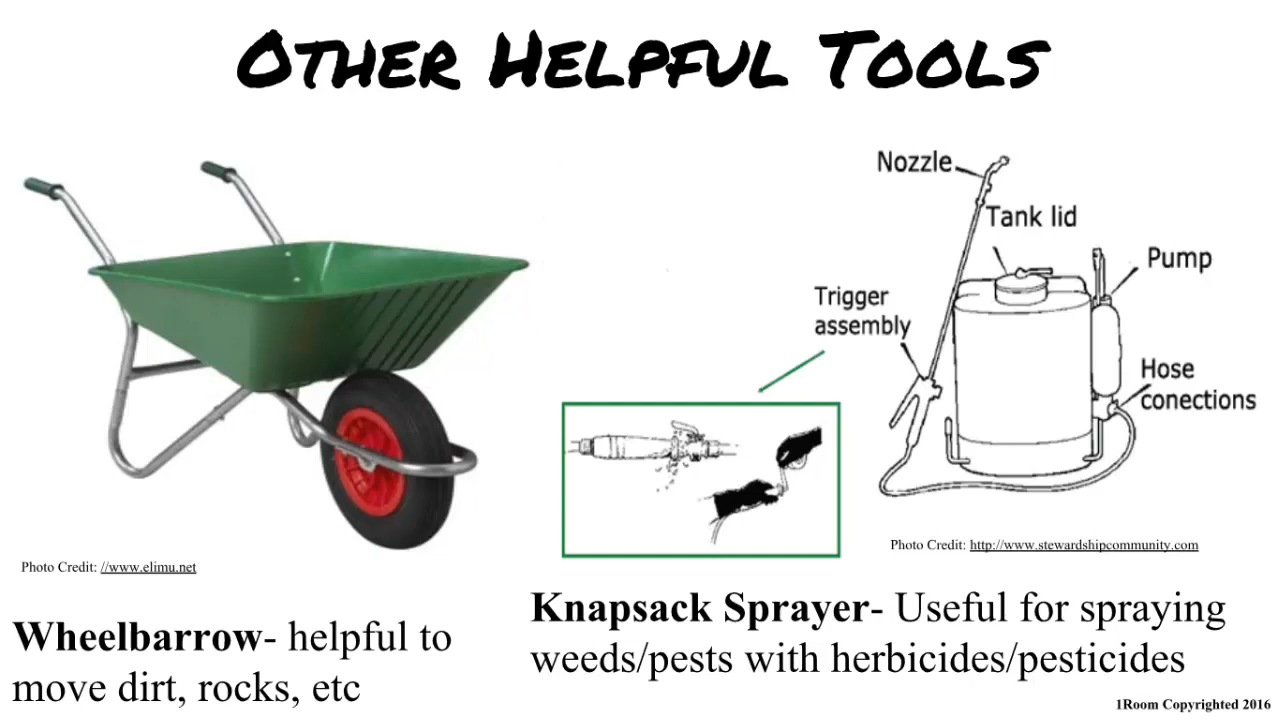 Other Helpful Tools
Nozzle
Tank lid
Pump
Trigger
assembly
Hose
conections
Photo Credit: http://www.stewardshipcommunity.com
Photo Credit: //www.elimu.net
Knapsack Sprayer- Useful for spraying
weeds/pests with herbicides/pesticides
Wheelbarrow- helpful to
move dirt, rocks, etc
1Room Copyrighted 2016